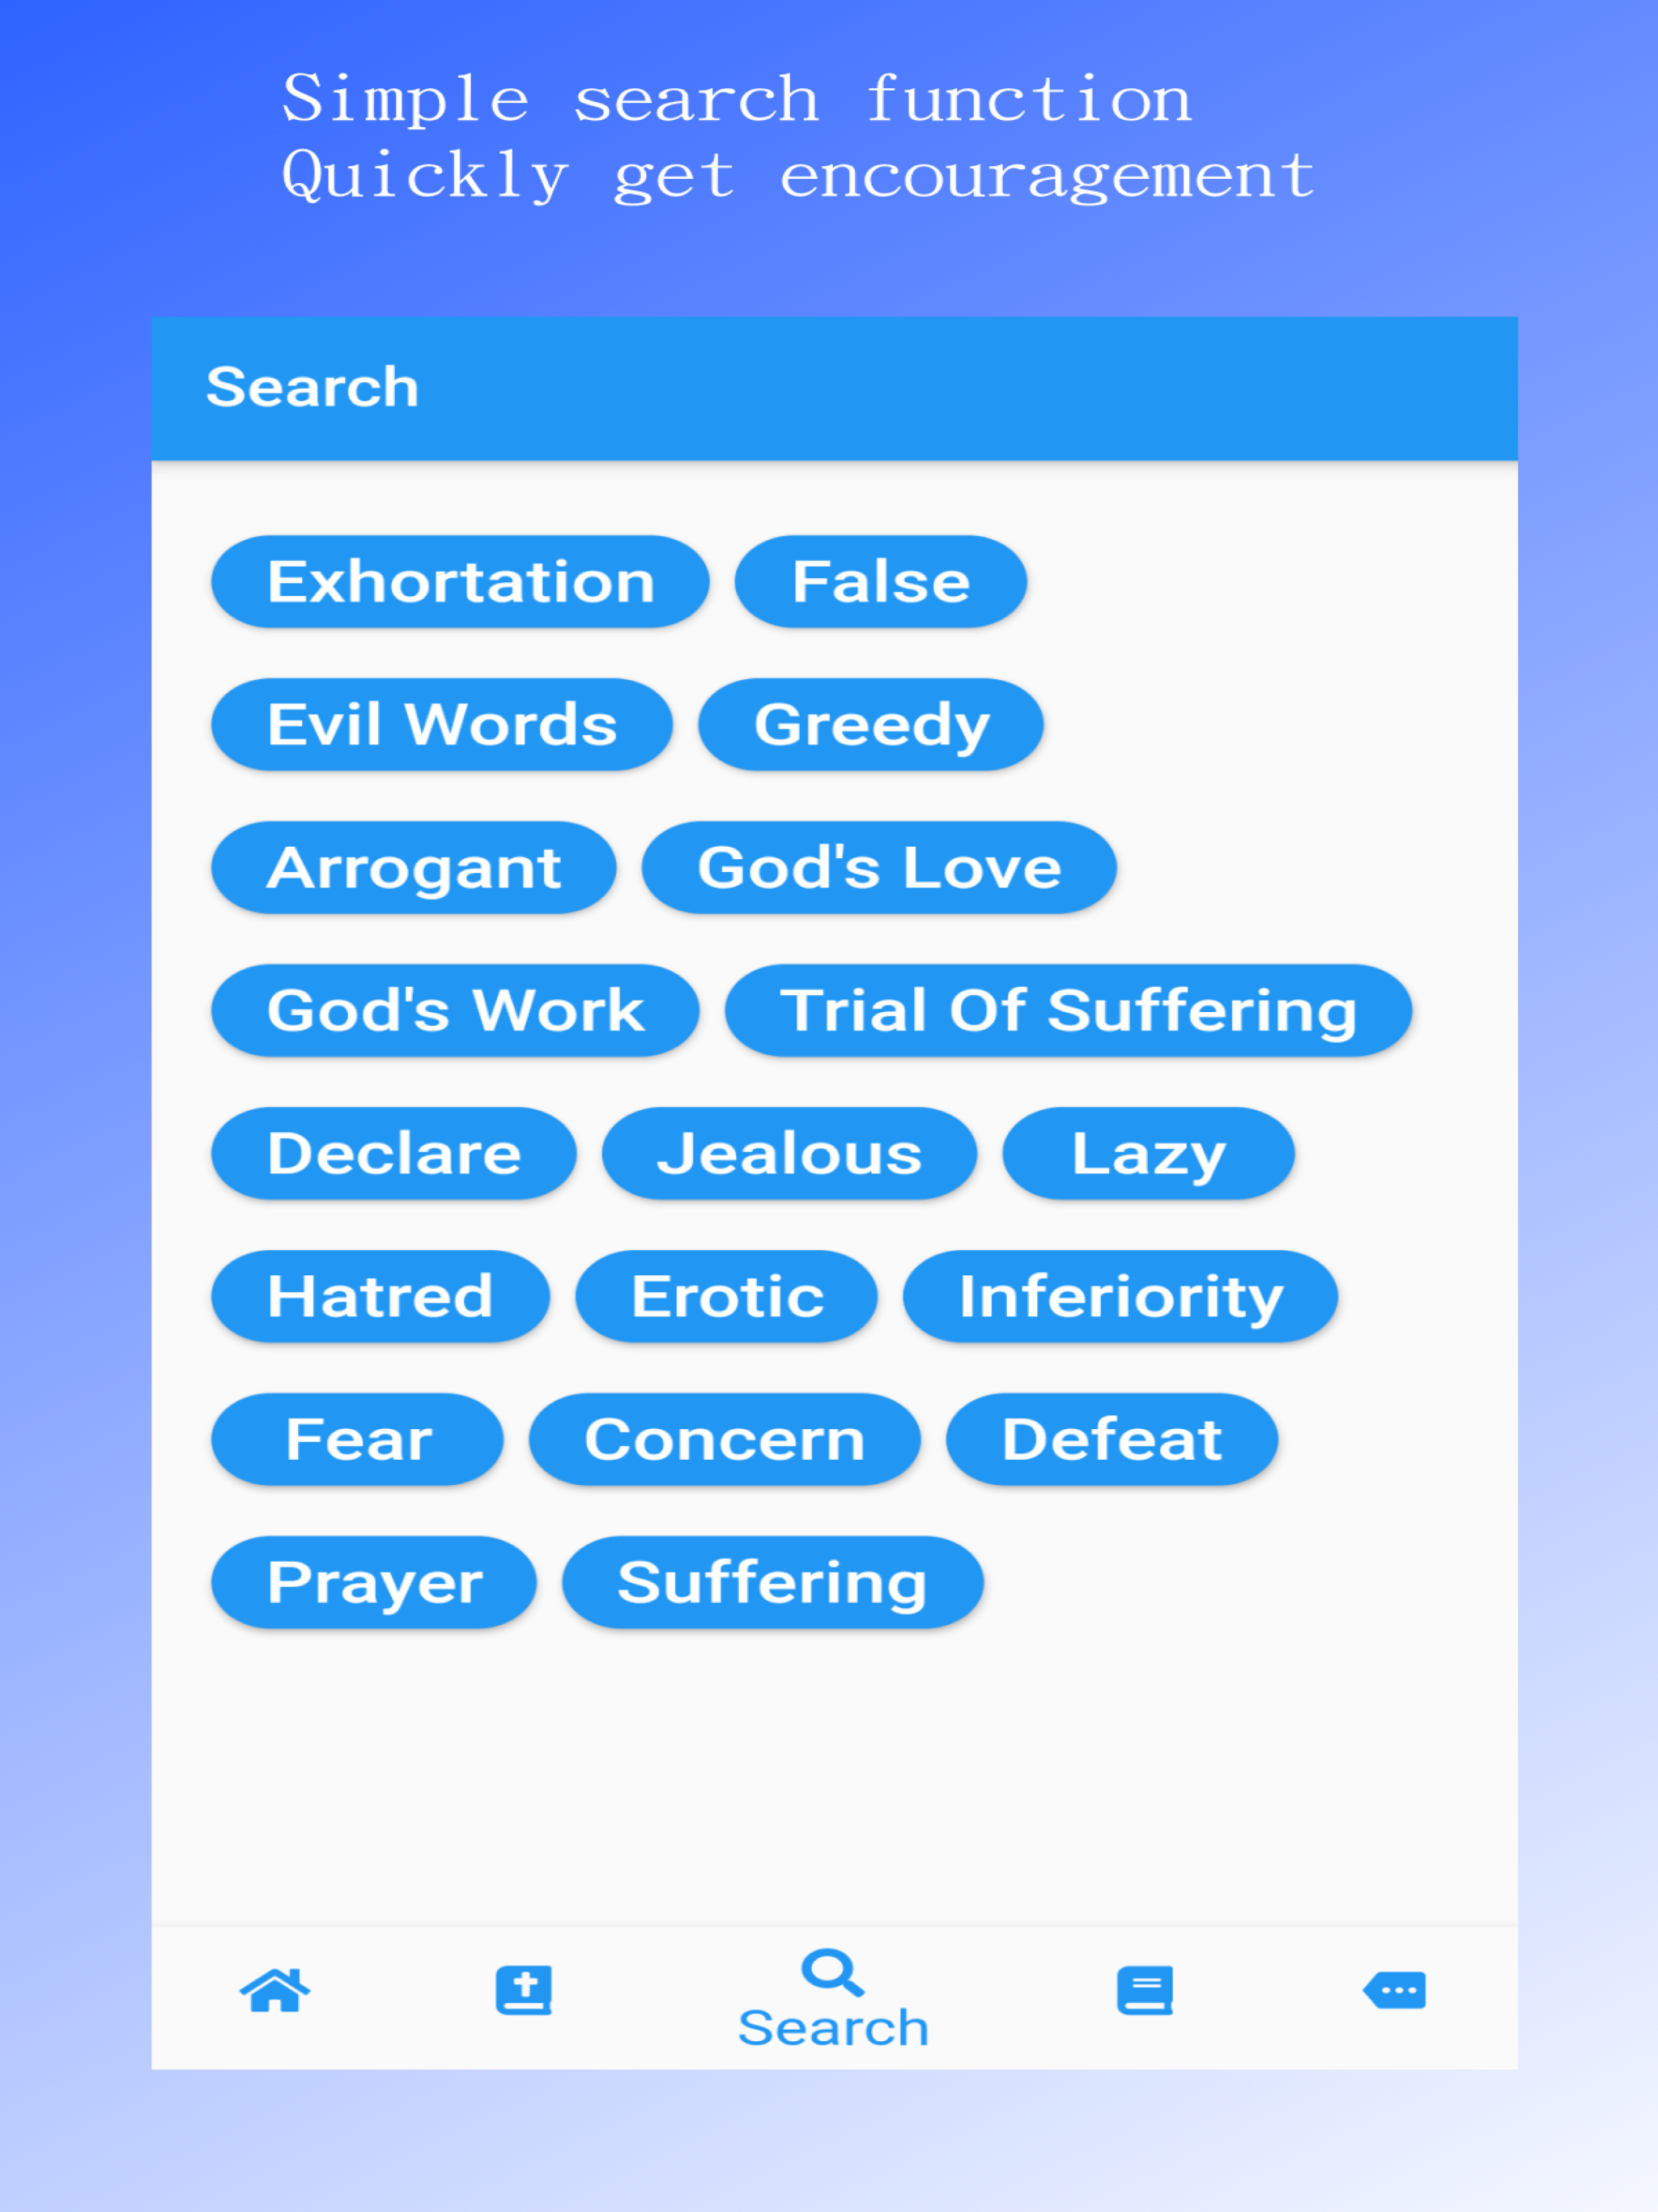 Simple search function
Quickly get encouragement
Search
Exhortation False
Evil Words Greedy
Arrogant God's Love
God's Work Trial Of Suffering
Declare Jealous Lazy
Hatred Erotic Inferiority
Fear Concern Defeat
Prayer Suffering
Search